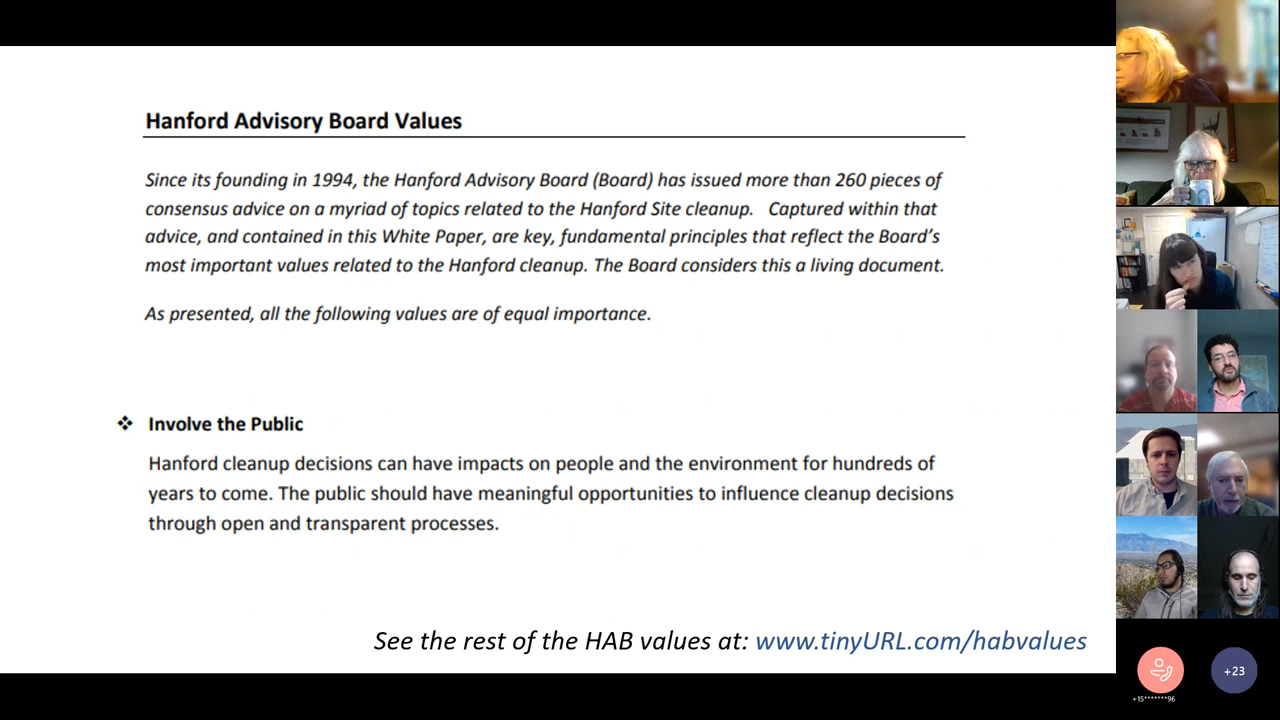 Hanford Advisory Board Values
Since its founding in 1994, the Hanford Advisory Board (Board) has issued more than 260 pieces of
consensus advice on a myriad of topics related to the Hanford Site cleanup. Captured within that
advice, and contained in this White Paper, are key, fundamental principles that reflect the Board's
most important values related to the Hanford cleanup. The Board considers this a living document.
As presented, all the following values are of equal importance.
❖ Involve the Public
Hanford cleanup decisions can have impacts on people and the environment for hundreds of
years to come. The public should have meaningful opportunities to influence cleanup decisions
through open and transparent processes.
See the rest of the HAB values at: www.tinyURL.com/habvalues
+15*******96
+23